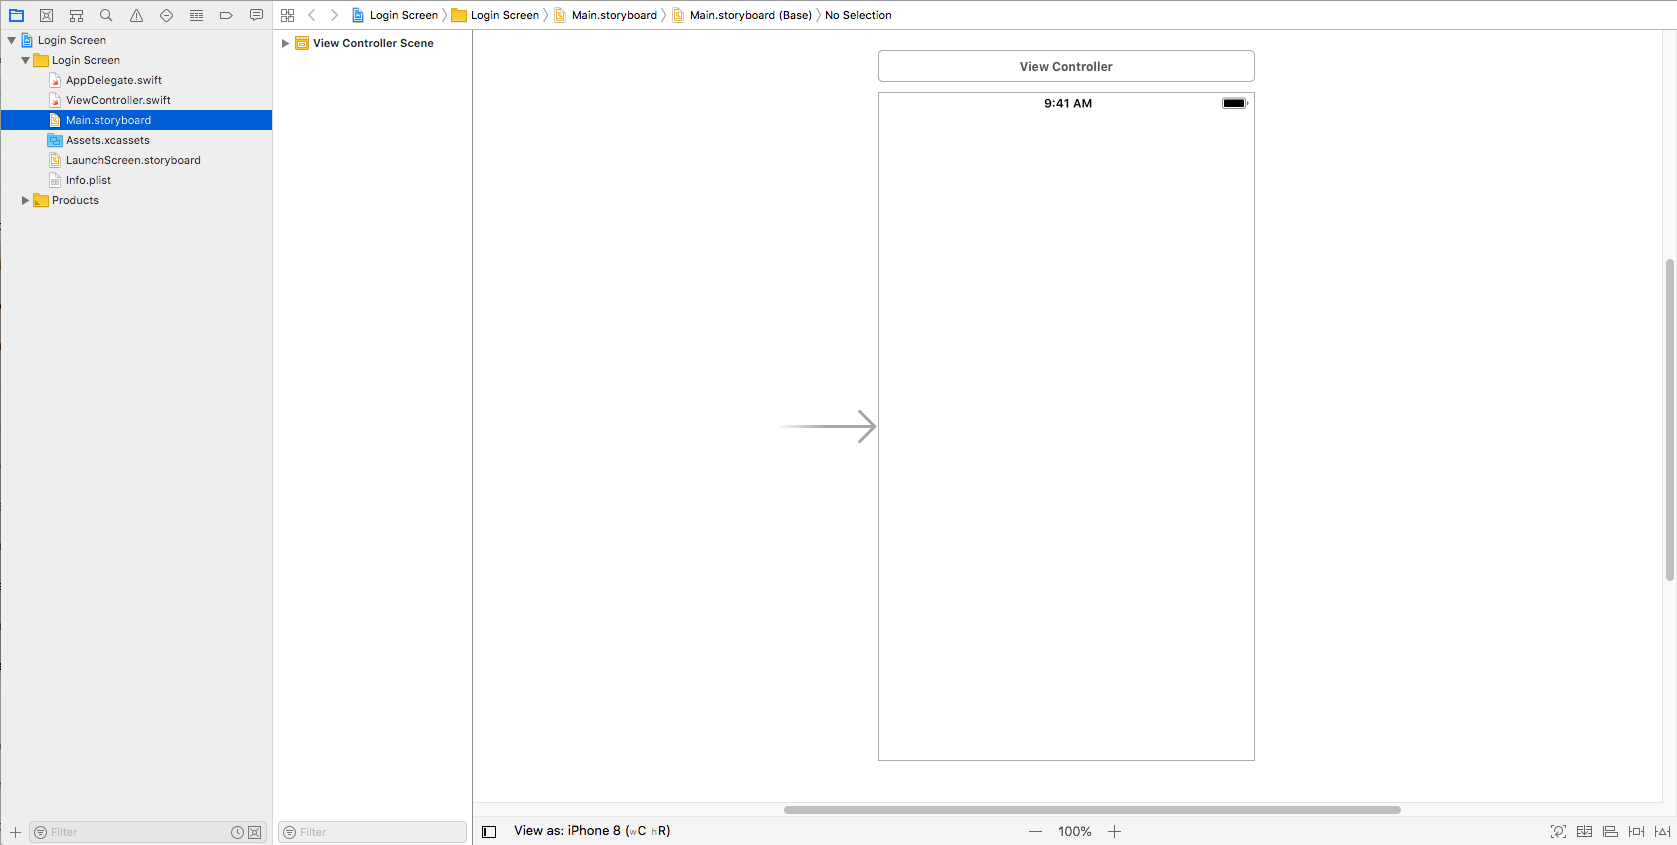 Login Screen
Login Screen
AppDelegate.swift
ViewController.swift
Main.storyboard
Assets.xcassets
LaunchScreen.storyboard
Info.plist
Products
Filter
Login Screen Login Screen Main.storyboard Main.storyboard (Base) No Selection
View Controller Scene
Filter
View Controller
9:41 AM
View as: iPhone 8 (wC hR)
100%